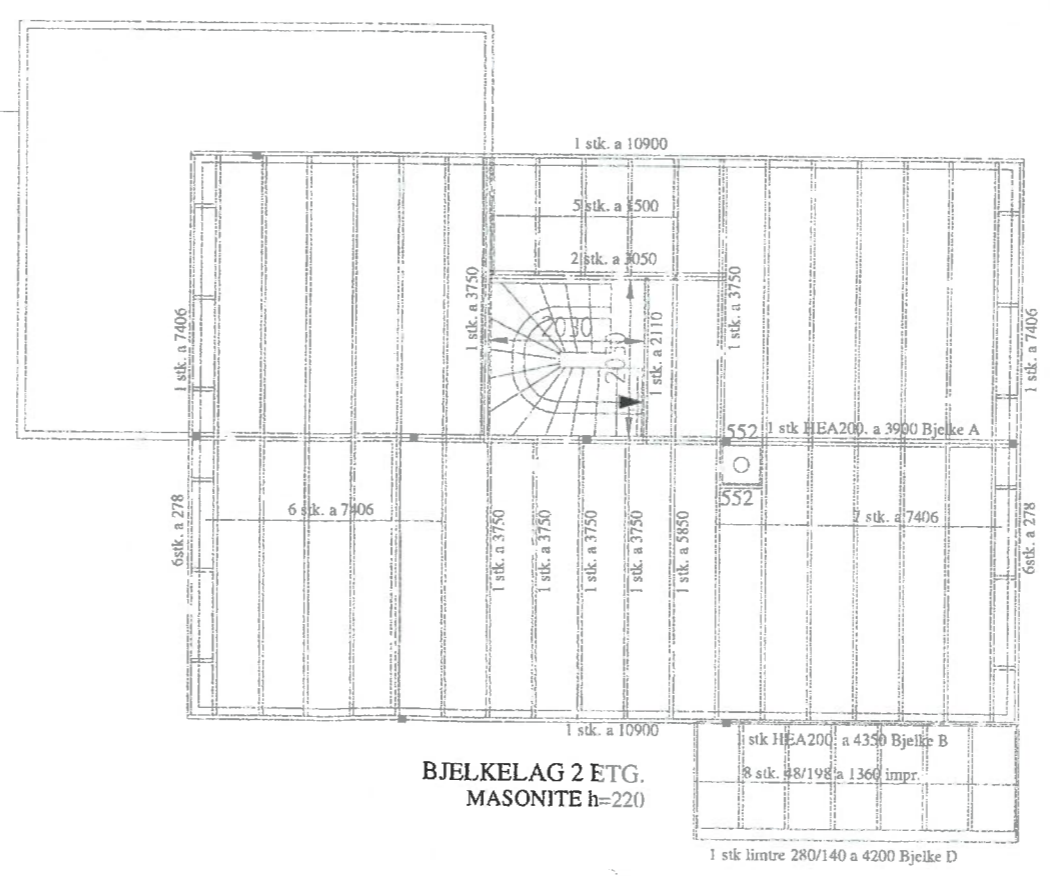 1 stk. a 10900
5 stk. a 1500
2 stk. a 3050
1 stk. a 3750
1 stk. a 3750
1 stk. a 7406
2090
2030
1 stk. a 2110
1 stk. a 7406
552
1 stk HEA200. a 3900 Bjelke A
552
6 stk. a 7406
7 stk. a 7406
6stk. a 278
1 stk. a 3750
1 stk. a 3750
1 stk. a 3750
1 stk. a 3750
1 stk. a 5850
6stk. a 278
1 stk. a 10900
stk HEA200 a 4350 Bjelke B
BJELKELAG 2 ETG.
8 stk. 48/198 a 1360 impr.
MASONITE h=220
1 stk limtre 280/140 a 4200 Bjelke D